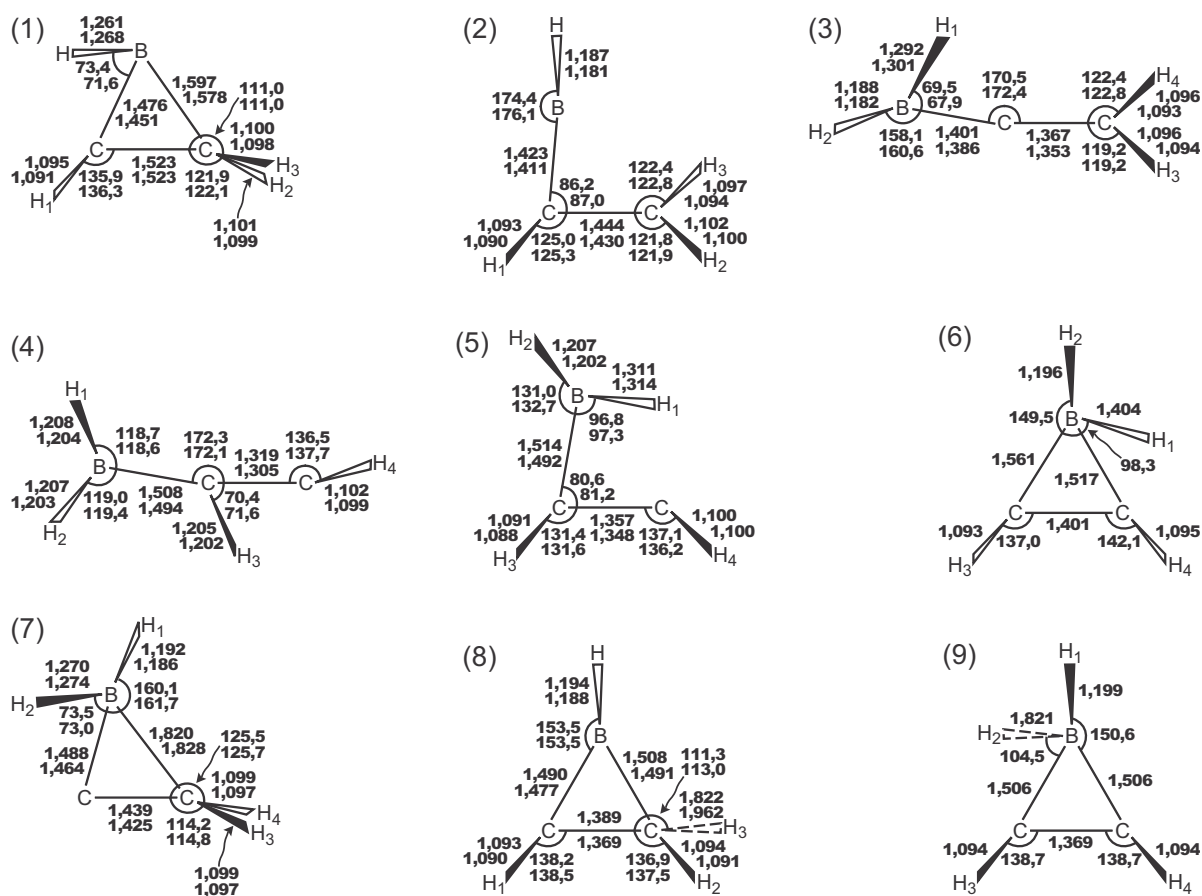 (1)
1,261
1,268
H
B
73,4
71,6
1,597
1,578
111,0
111,0
1,476
1,451
1,100
1,098
C
C
H3
H2
1,095
1,091
1,523
1,523
135,9
136,3
121,9
122,1
H1
1,101
1,099
(2)
H
1,187
1,181
174,4
176,1
B
1,423
1,411
122,4
122,8
H3
86,2
87,0
1,097
1,094
C
C
1,093
1,090
1,444
1,430
1,102
1,100
125,0
125,3
121,8
121,9
H1
H2
(3)
H1
1,292
1,301
170,5
172,4
122,4
122,8
H4
1,188
1,182
69,5
67,9
1,096
1,093
B
C
C
H2
158,1
160,6
1,401
1,386
1,367
1,353
119,2
119,2
1,096
1,094
H3
(4)
H1
1,208
1,204
118,7
118,6
172,3
172,1
1,319
1,305
136,5
137,7
H4
B
C
C
1,207
1,203
119,0
119,4
1,508
1,494
70,4
71,6
1,102
1,099
H2
1,205
1,202
H3
(5)
H2
1,207
1,202
1,311
1,314
131,0
132,7
B
H1
96,8
97,3
1,514
1,492
80,6
81,2
C
C
1,091
1,088
1,357
1,348
1,100
1,100
131,4
131,6
137,1
136,2
H3
H4
(6)
H2
1,196
149,5
B
1,404
H1
98,3
1,561
1,517
C
C
1,401
1,093
137,0
142,1
1,095
H3
H4
(7)
H1
1,192
1,186
1,270
1,274
H2
B
160,1
161,7
73,5
73,0
1,820
1,828
125,5
125,7
1,488
1,464
1,099
1,097
C
C
H4
H3
1,439
1,425
114,2
114,8
1,099
1,097
(8)
H
1,194
1,188
153,5
153,5
B
1,508
1,491
111,3
113,0
1,490
1,477
1,822
1,962
1,389
C
C
H3
1,093
1,090
1,369
1,094
1,091
138,2
138,5
136,9
137,5
H1
H2
(9)
H1
1,199
1,821
H2
B
150,6
104,5
1,506
1,506
C
C
1,094
138,7
1,369
138,7
1,094
H3
H4